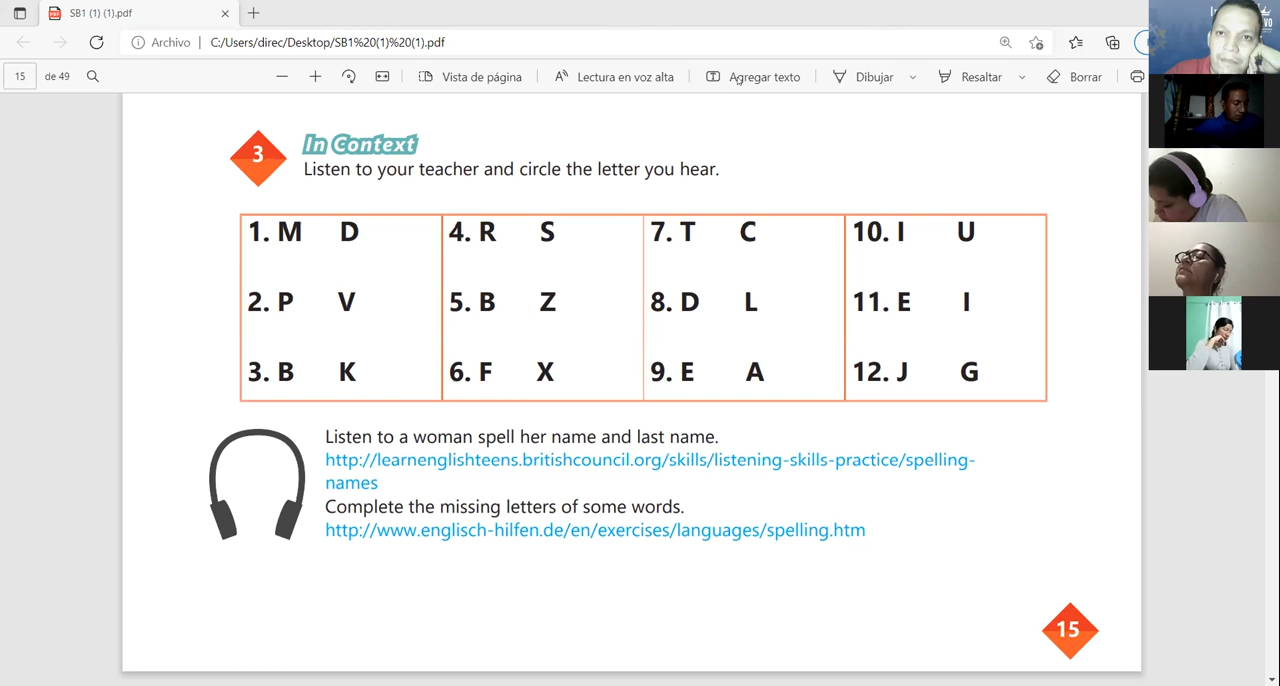 SB1 (1) (1).pdf
Archivo | C:/Users/direc/Desktop/SB1%20(1)%20(1).pdf
15 de 49 Vista de página Lectura en voz alta Agregar texto Dibujar Resaltar Borrar
3
In Context
Listen to your teacher and circle the letter you hear.
1. M D 4. R S 7. T C 10. I U
2. P V 5. B Z 8. D L 11. E I
3. B K 6. F X 9. E A 12. J G
Listen to a woman spell her name and last name.
http://learnenglishteens.britishcouncil.org/skills/listening-skills-practice/spelling-
names
Complete the missing letters of some words.
http://www.englisch-hilfen.de/en/exercises/languages/spelling.htm
15